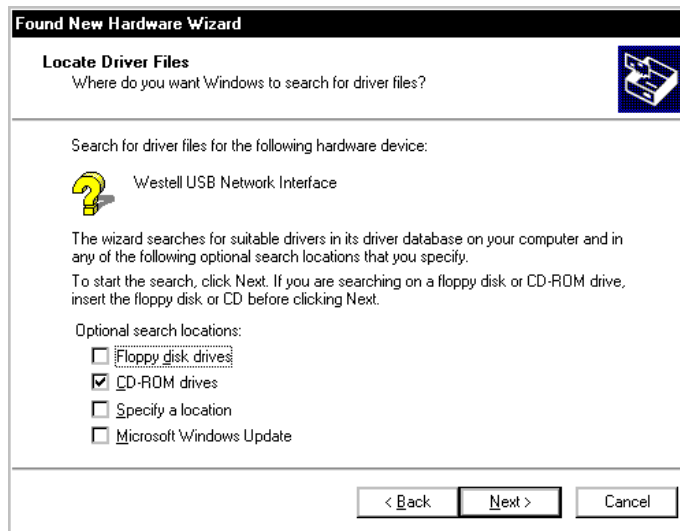 Found New Hardware Wizard
Locate Driver Files
Where do you want Windows to search for driver files?
Search for driver files for the following hardware device:
Westell USB Network Interface
The wizard searches for suitable drivers in its driver database on your computer and in
any of the following optional search locations that you specify.
To start the search, click Next. If you are searching on a floppy disk or CD-ROM drive,
insert the floppy disk or CD before clicking Next.
Optional search locations:
Floppy disk drives
CD-ROM drives
Specify a location
Microsoft Windows Update
< Back Next > Cancel